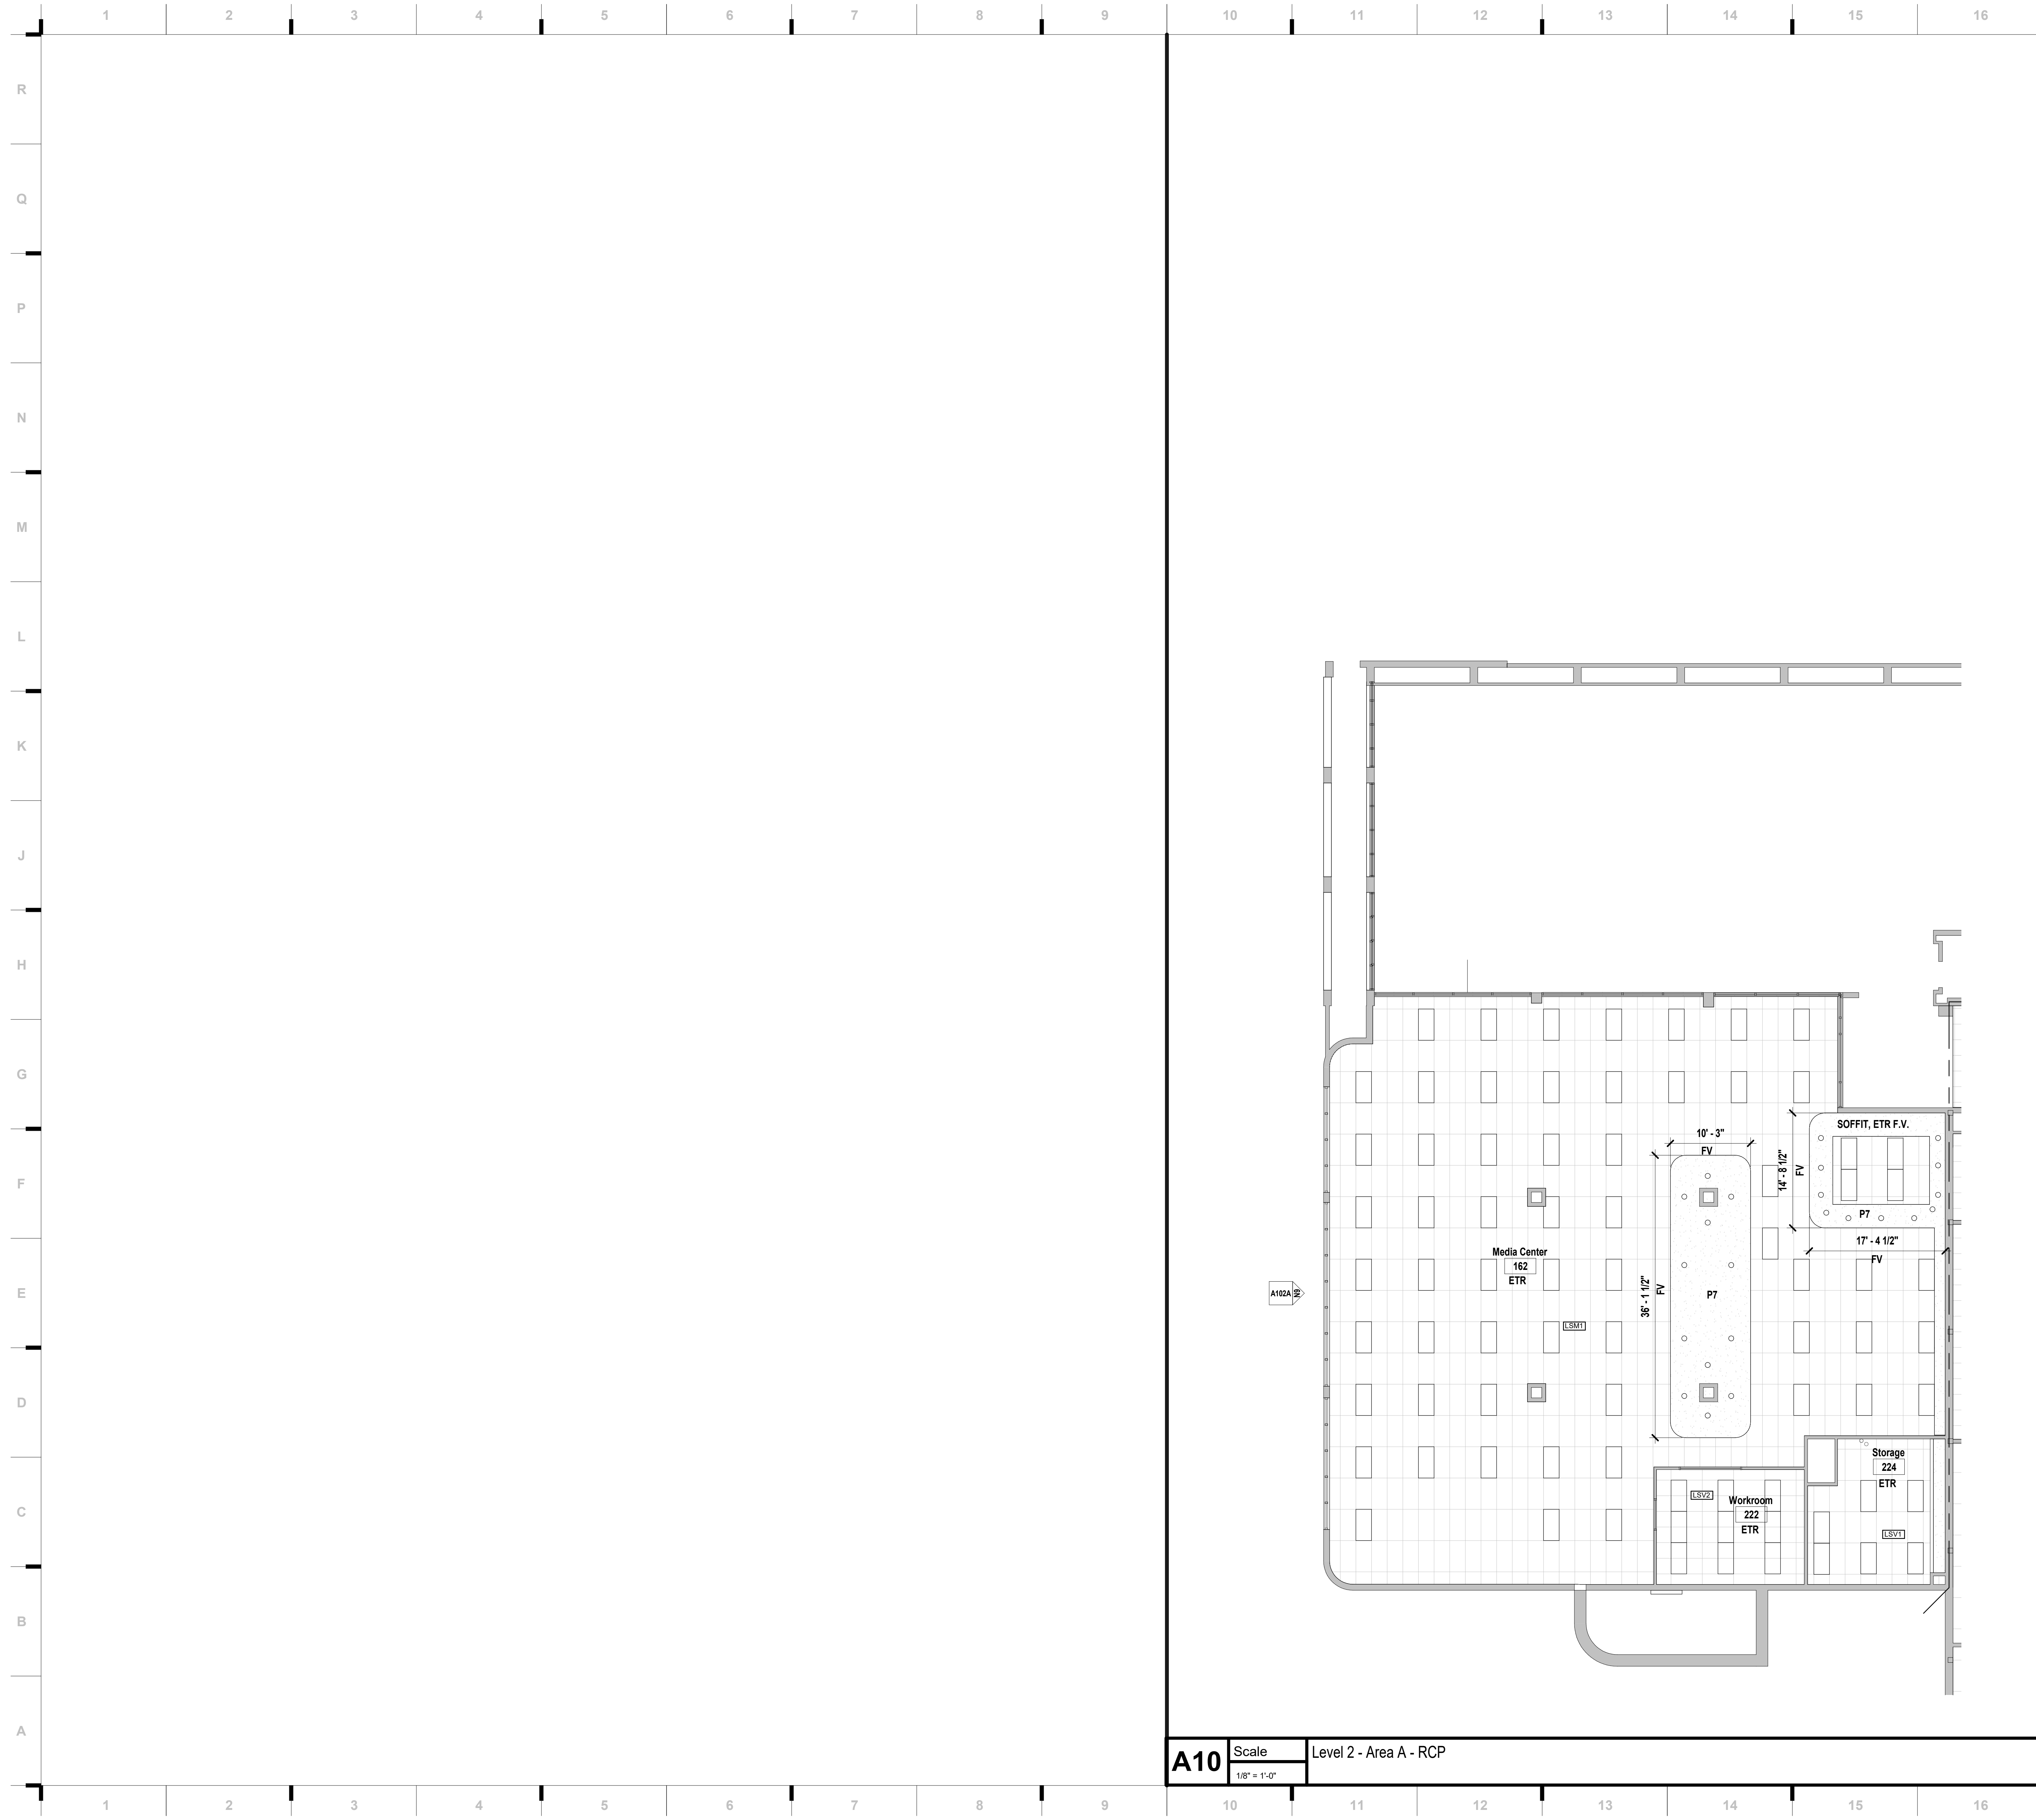 1 2 3 4 5 6 7 8 9 10 11 12 13 14 15 16
R
Q
P
N
M
L
K
J
H
G
F
E
D
C
B
A
SOFFIT, ETR F.V.
10' - 3"
FV
14' - 8 1/2"
FV
P7
17' - 4 1/2"
FV
Media Center
162
ETR
A102A
N9
36' - 1 1/2"
FV
P7
LSM1
Storage
224
ETR
LSV2
Workroom
222
ETR
LSV1
A10
Scale
1/8" = 1'-0"
Level 2 - Area A - RCP
1 2 3 4 5 6 7 8 9 10 11 12 13 14 15 16